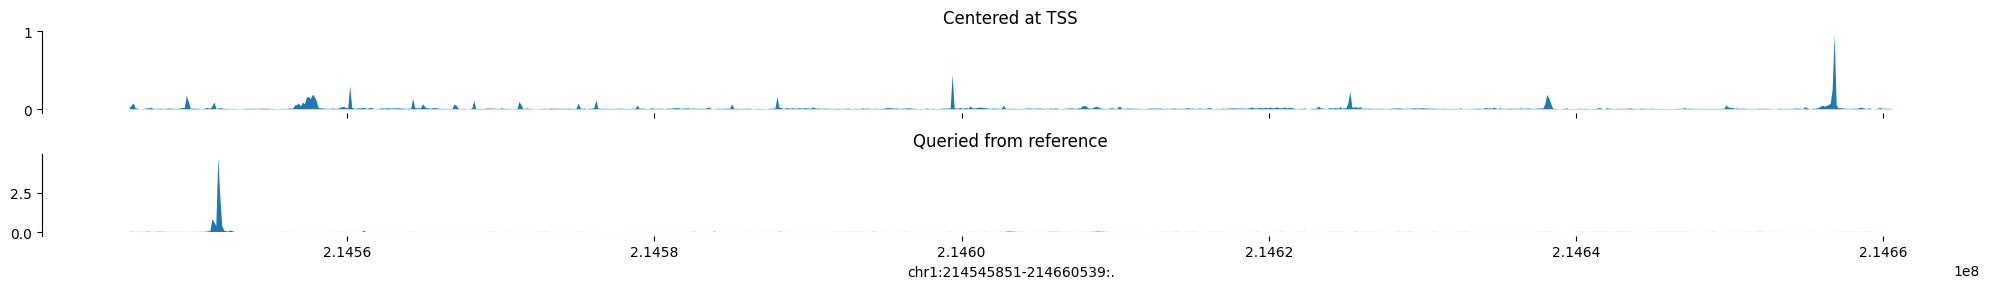 Centered at TSS
1
0
Queried from reference
2.5
0.0
2.1456 2.1458 2.1460 2.1462 2.1464 2.1466
chr1:214545851-214660539:.
1e8